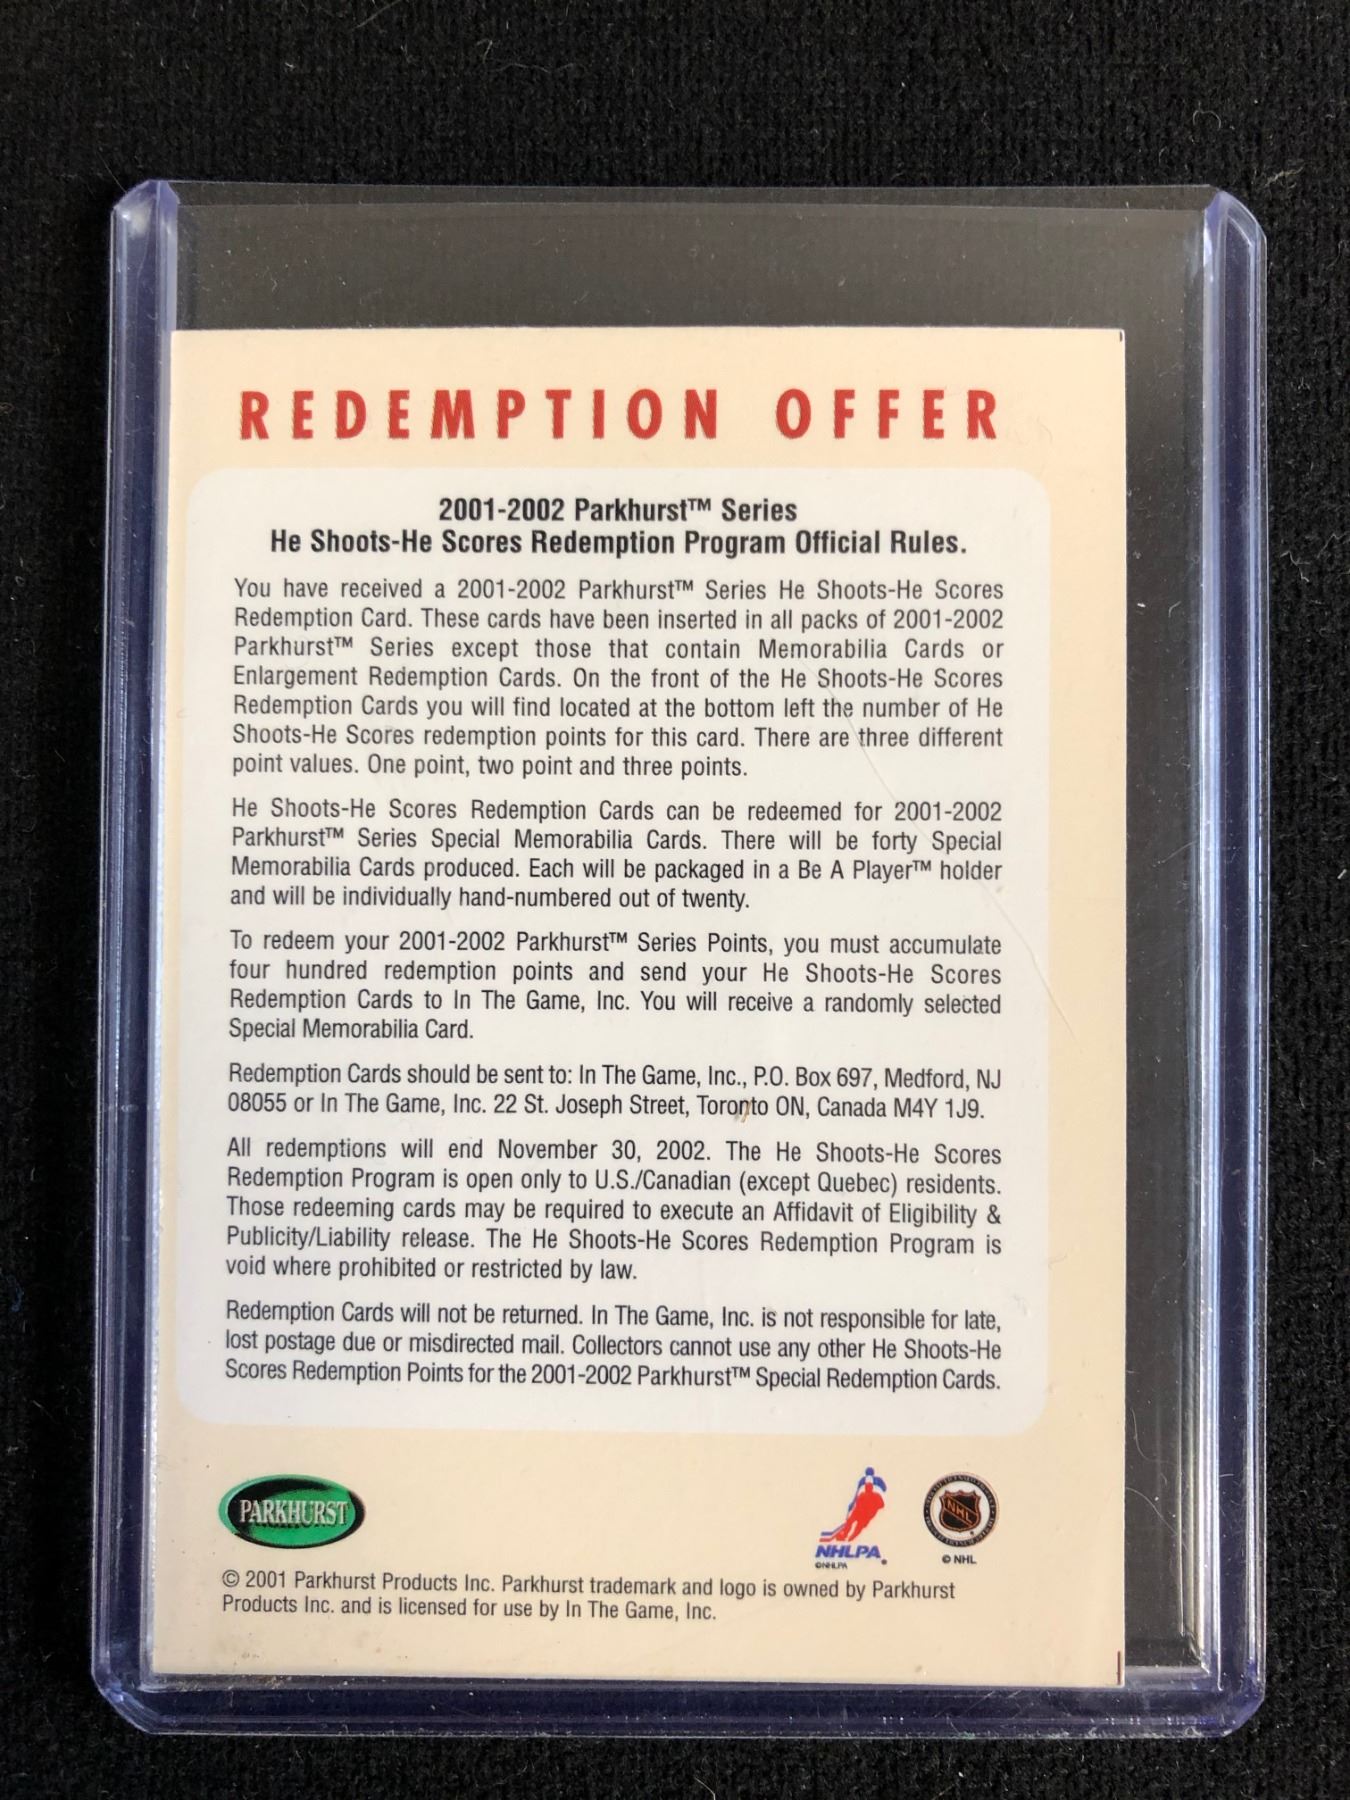 REDEMPTION OFFER
2001-2002 Parkhurst™ Series
He Shoots-He Scores Redemption Program Official Rules.
You have received a 2001-2002 Parkhurst™ Series He Shoots-He Scores
Redemption Card. These cards have been inserted in all packs of 2001-2002
Parkhurst™ Series except those that contain Memorabilia Cards or
Enlargement Redemption Cards. On the front of the He Shoots-He Scores
Redemption Cards you will find located at the bottom left the number of He
Shoots-He Scores redemption points for this card. There are three different
point values. One point, two point and three points.
He Shoots-He Scores Redemption Cards can be redeemed for 2001-2002
Parkhurst™ Series Special Memorabilia Cards. There will be forty Special
Memorabilia Cards produced. Each will be packaged in a Be A Player™ holder
and will be individually hand-numbered out of twenty.
To redeem your 2001-2002 Parkhurst™ Series Points, you must accumulate
four hundred redemption points and send your He Shoots-He Scores
Redemption Cards to In The Game, Inc. You will receive a randomly selected
Special Memorabilia Card.
Redemption Cards should be sent to: In The Game, Inc., P.O. Box 697, Medford, NJ
08055 or In The Game, Inc. 22 St. Joseph Street, Toronto ON, Canada M4Y 1J9.
All redemptions will end November 30, 2002. The He Shoots-He Scores
Redemption Program is open only to U.S./Canadian (except Quebec) residents.
Those redeeming cards may be required to execute an Affidavit of Eligibility &
Publicity/Liability release. The He Shoots-He Scores Redemption Program is
void where prohibited or restricted by law.
Redemption Cards will not be returned. In The Game, Inc. is not responsible for late,
lost postage due or misdirected mail. Collectors cannot use any other He Shoots-He
Scores Redemption Points for the 2001-2002 Parkhurst™ Special Redemption Cards.
PARKHURST
NHLPA
©NHLPA
NHL
© NHL
© 2001 Parkhurst Products Inc. Parkhurst trademark and logo is owned by Parkhurst
Products Inc. and is licensed for use by In The Game, Inc.